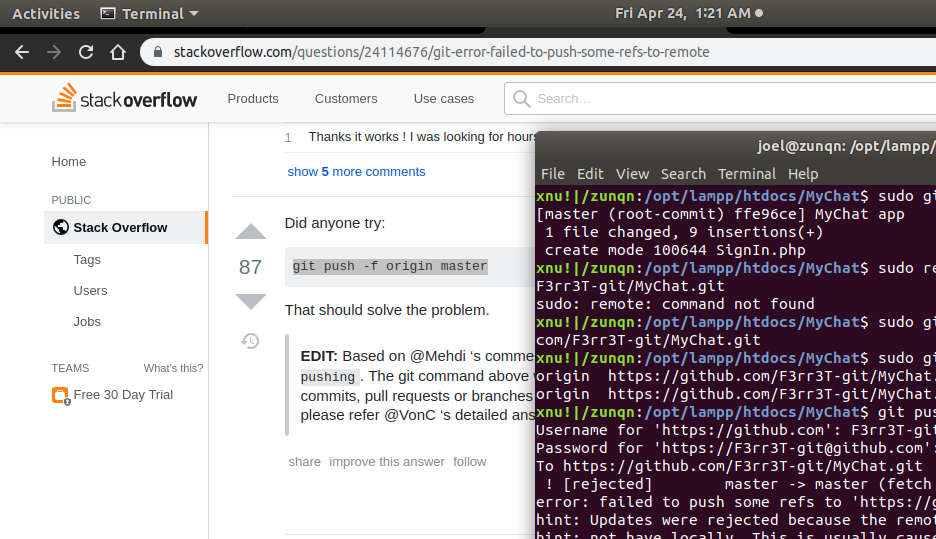 Activities Terminal Fri Apr 24, 1:21 AM
stackoverflow.com/questions/24114676/git-error-failed-to-push-some-refs-to-remote
stackoverflow Products Customers Use cases Search…
Home
PUBLIC
Stack Overflow
Tags
Users
Jobs
TEAMS What's this?
Free 30 Day Trial
1 Thanks it works ! I was looking for hours
show 5 more comments
87
Did anyone try:
git push -f origin master
That should solve the problem.
EDIT: Based on @Mehdi ‘s comme
pushing. The git command above
commits, pull requests or branches
please refer @VonC ‘s detailed ans
share improve this answer follow
joel@zunqn: /opt/lampp/
File Edit View Search Terminal Help
xnu!|/zunqn:/opt/lampp/htdocs/MyChat$ sudo gi
[master (root-commit) ffe96ce] MyChat app
1 file changed, 9 insertions(+)
create mode 100644 SignIn.php
xnu!|/zunqn:/opt/lampp/htdocs/MyChat$ sudo re
F3rr3T-git/MyChat.git
sudo: remote: command not found
xnu!|/zunqn:/opt/lampp/htdocs/MyChat$ sudo gi
com/F3rr3T-git/MyChat.git
xnu!|/zunqn:/opt/lampp/htdocs/MyChat$ sudo gi
origin https://github.com/F3rr3T-git/MyChat.
origin https://github.com/F3rr3T-git/MyChat.
xnu!|/zunqn:/opt/lampp/htdocs/MyChat$ git pus
Username for 'https://github.com': F3rr3T-git
Password for 'https://F3rr3T-git@github.com':
To https://github.com/F3rr3T-git/MyChat.git
! [rejected] master -> master (fetch
error: failed to push some refs to 'https://g
hint: Updates were rejected because the remot
hint: not have locally. This is usually cause